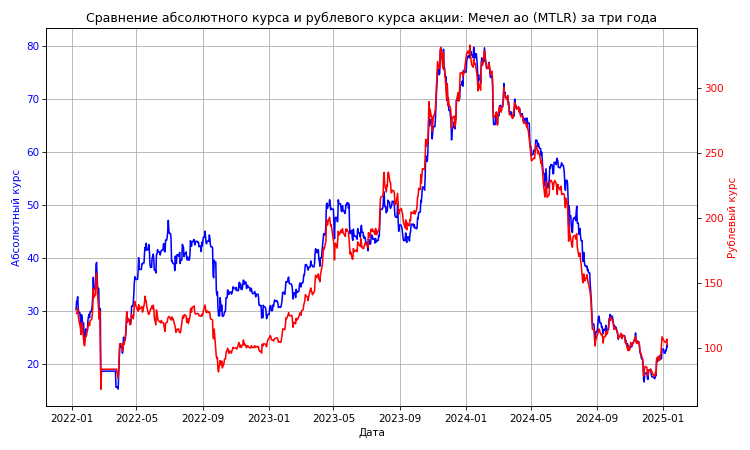 Сравнение абсолютного курса и рублевого курса акции: Мечел ао (MTLR) за три года
Абсолютный курс
80
70
60
50
40
30
20
300
250
200
150
100
Рублевый курс
2022-01 2022-05 2022-09 2023-01 2023-05 2023-09 2024-01 2024-05 2024-09 2025-01
Дата